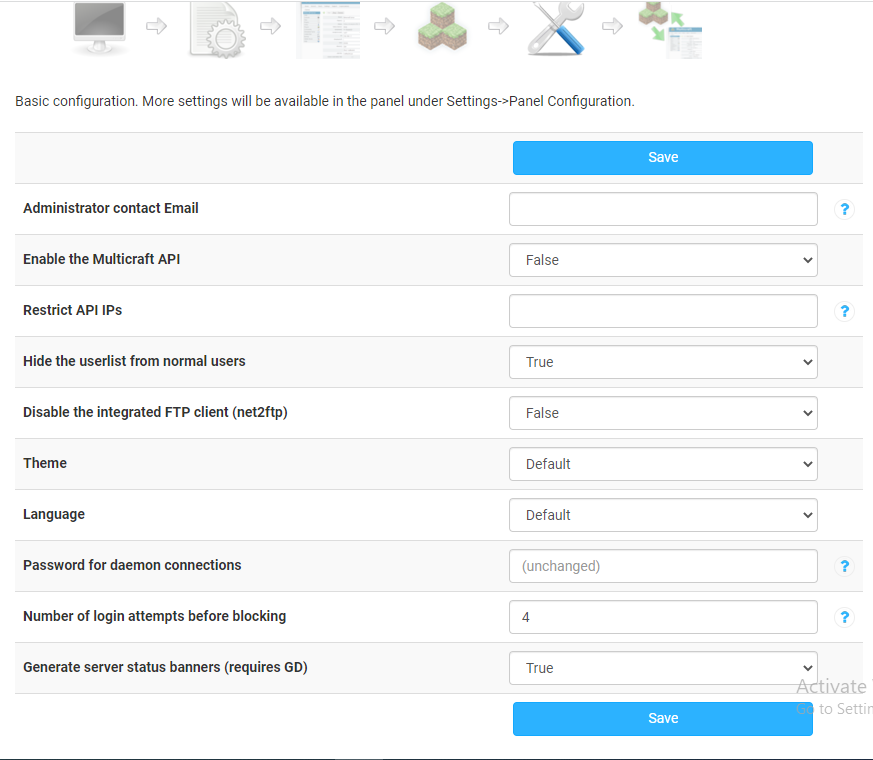 Basic configuration. More settings will be available in the panel under Settings->Panel Configuration.
Save
Administrator contact Email
?
Enable the Multicraft API
False
Restrict API IPs
?
Hide the userlist from normal users
True
Disable the integrated FTP client (net2ftp)
False
Theme
Default
Language
Default
Password for daemon connections
(unchanged)
?
Number of login attempts before blocking
4
?
Generate server status banners (requires GD)
True
Activate
Go to Settin
Save